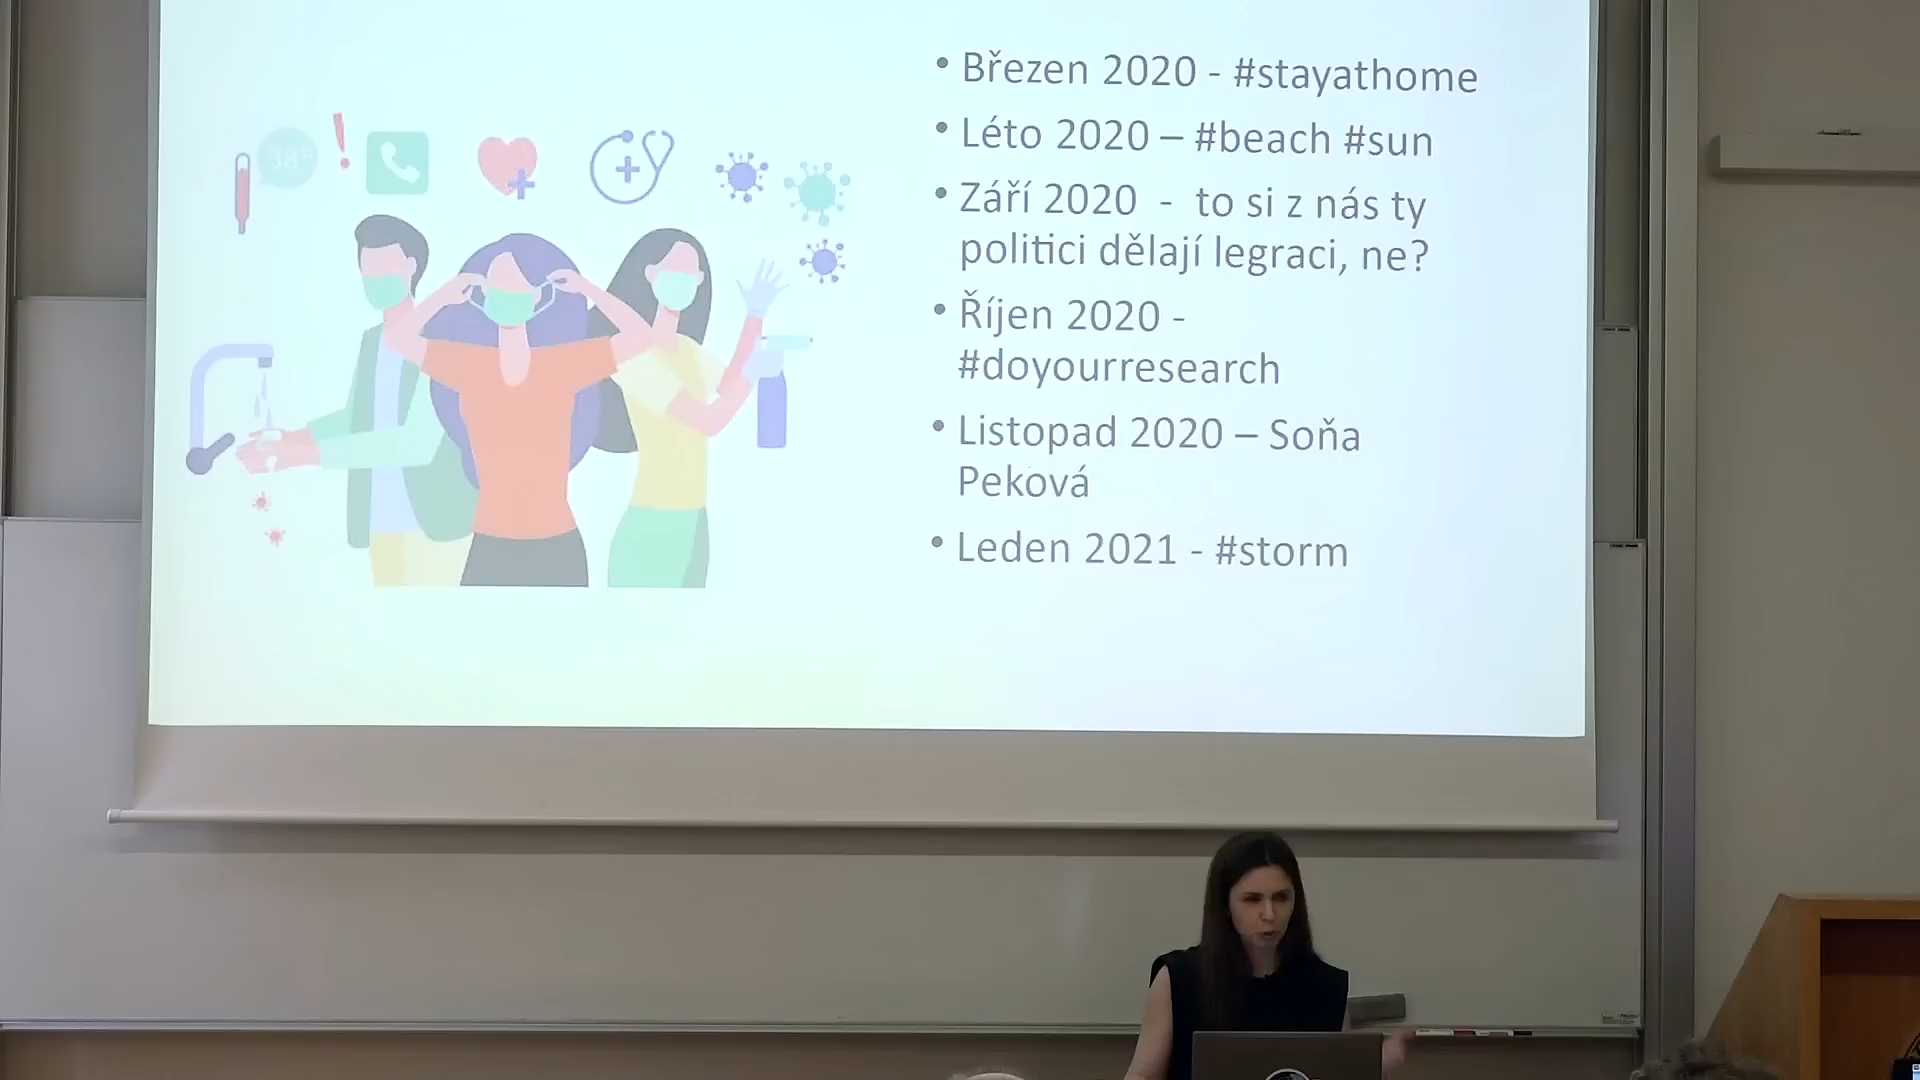 • Březen 2020 - #stayathome
• Léto 2020 – #beach #sun
• Září 2020 - to si z nás ty
politici dělají legraci, ne?
• Říjen 2020 -
#doyourresearch
• Listopad 2020 – Soňa
Peková
• Leden 2021 - #storm
38°